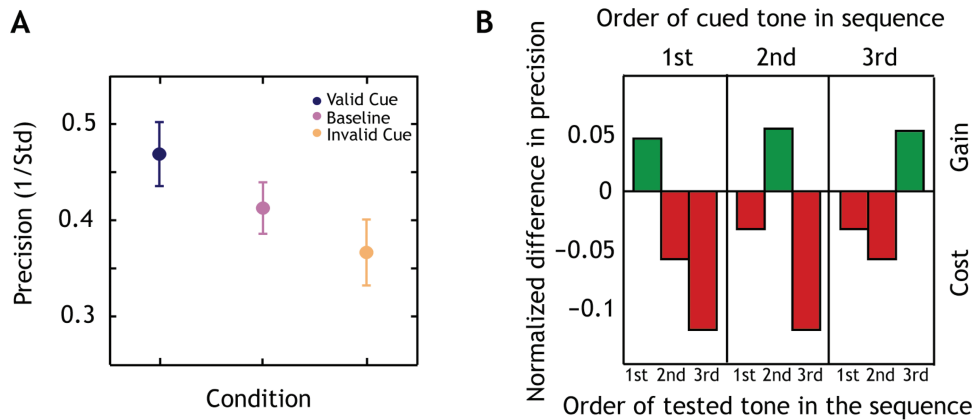 A
Precision (1/Std)
0.5
0.4
0.3
Valid Cue
Baseline
Invalid Cue
Condition
B
Order of cued tone in sequence
1st 2nd 3rd
Normalized difference in precision
0.05
0
−0.05
−0.1
Gain
Cost
1st 2nd 3rd 1st 2nd 3rd 1st 2nd 3rd
Order of tested tone in the sequence